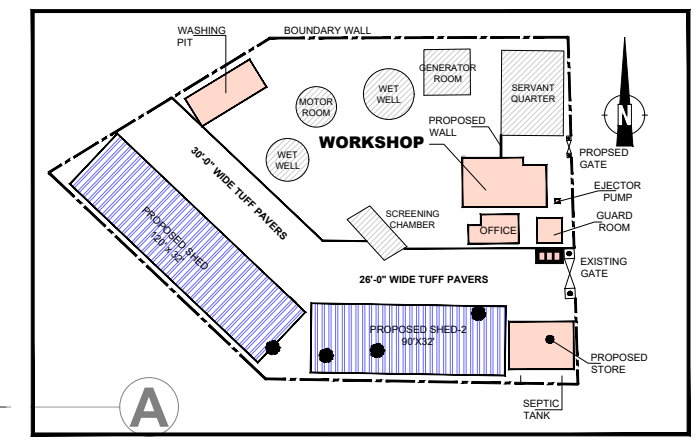 WASHING
PIT
BOUNDARY WALL
GENERATOR
ROOM
WET
WELL
SERVANT
QUARTER
MOTOR
ROOM
PROPOSED
WALL
WORKSHOP
N
WET
WELL
30'-0" WIDE TUFF PAVERS
PROPSED
GATE
EJECTOR
PUMP
SCREENING
CHAMBER
OFFICE
GUARD
ROOM
PROPOSED SHED
120'X32'
26'-0" WIDE TUFF PAVERS
EXISTING
GATE
PROPOSED SHED-2
90'X32'
PROPOSED
STORE
SEPTIC
TANK
A